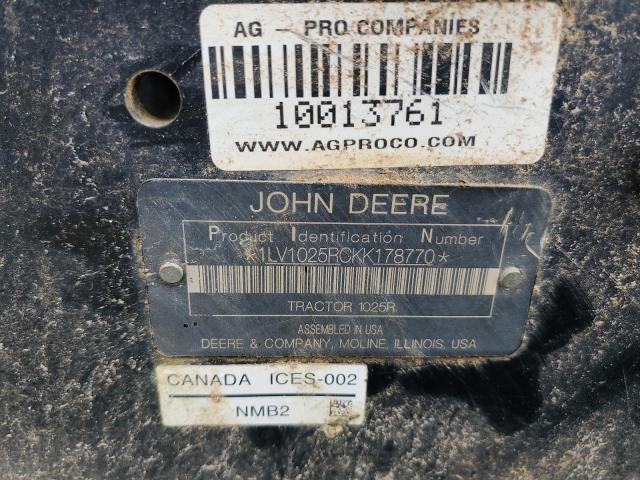 AG - PRO COMPANIES
10013761
WWW.AGPROCO.COM
JOHN DEERE
Product Identification Number
*1LV1025RCKK178770*
TRACTOR 1025R
ASSEMBLED IN USA
DEERE & COMPANY, MOLINE, ILLINOIS, USA
CANADA ICES-002
NMB2